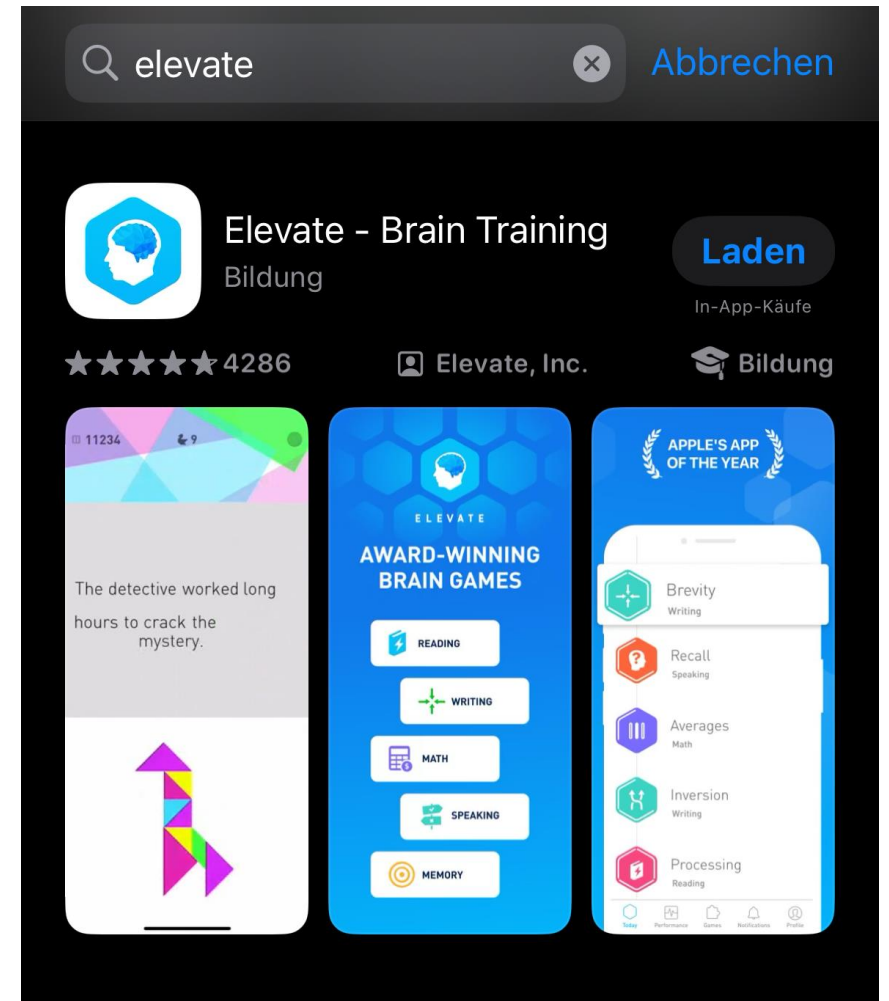 elevate
Abbrechen
Elevate - Brain Training
Bildung
Laden
In-App-Käufe
4286
Elevate, Inc.
Bildung
11234
9
The detective worked long
hours to crack the
mystery.
ELEVATE
AWARD-WINNING
BRAIN GAMES
READING
WRITING
MATH
SPEAKING
MEMORY
APPLE'S APP
OF THE YEAR
Brevity
Writing
Recall
Speaking
Averages
Math
Inversion
Writing
Processing
Reading
Today
Performance
Games
Notifications
Profile